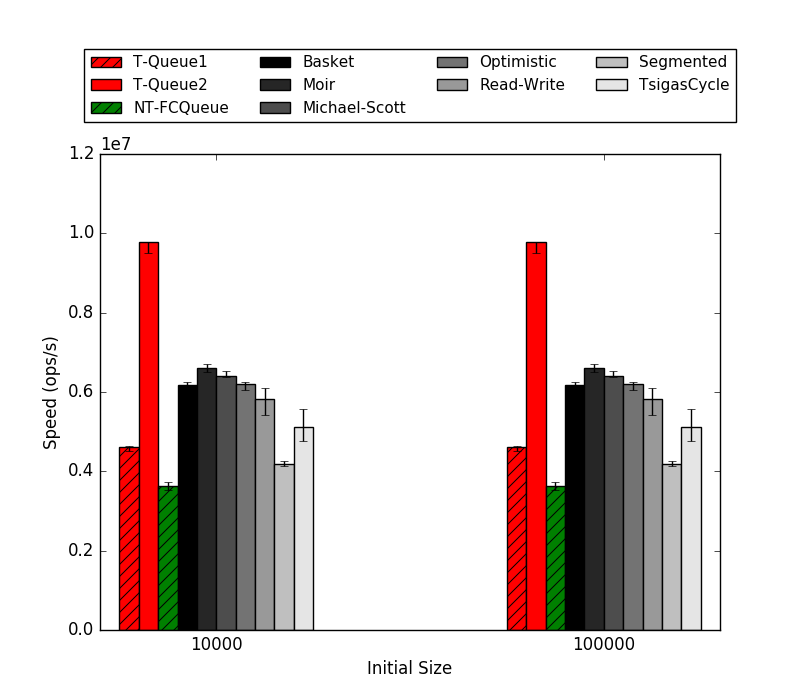 T-Queue1 Basket Optimistic Segmented
T-Queue2 Moir Read-Write TsigasCycle
NT-FCQueue Michael-Scott
1e7
1.2
1.0
0.8
0.6
0.4
0.2
0.0
Speed (ops/s)
10000 100000
Initial Size